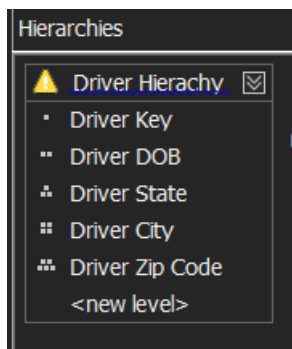 Hierarchies
Driver Hierachy
Driver Key
Driver DOB
Driver State
Driver City
Driver Zip Code
<new level>